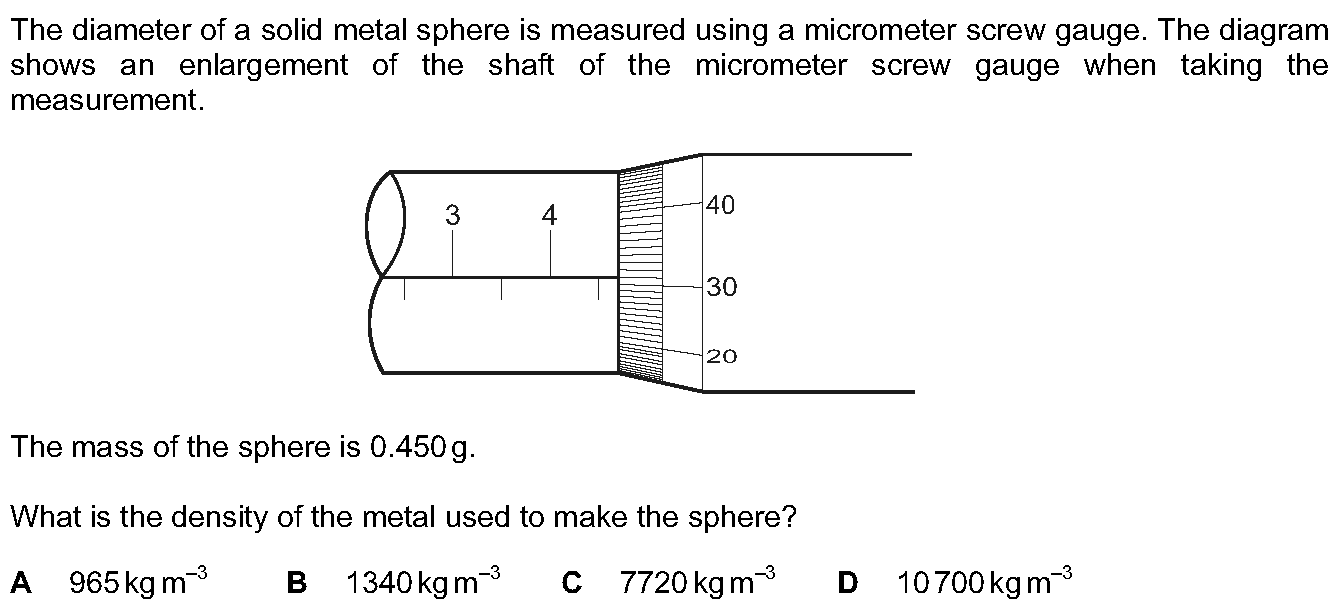 The diameter of a solid metal sphere is measured using a micrometer screw gauge. The diagram
shows an enlargement of the shaft of the micrometer screw gauge when taking the
measurement.
3 4
40
30
20
The mass of the sphere is 0.450 g.
What is the density of the metal used to make the sphere?
A 965 kg m⁻³ B 1340 kg m⁻³ C 7720 kg m⁻³ D 10 700 kg m⁻³